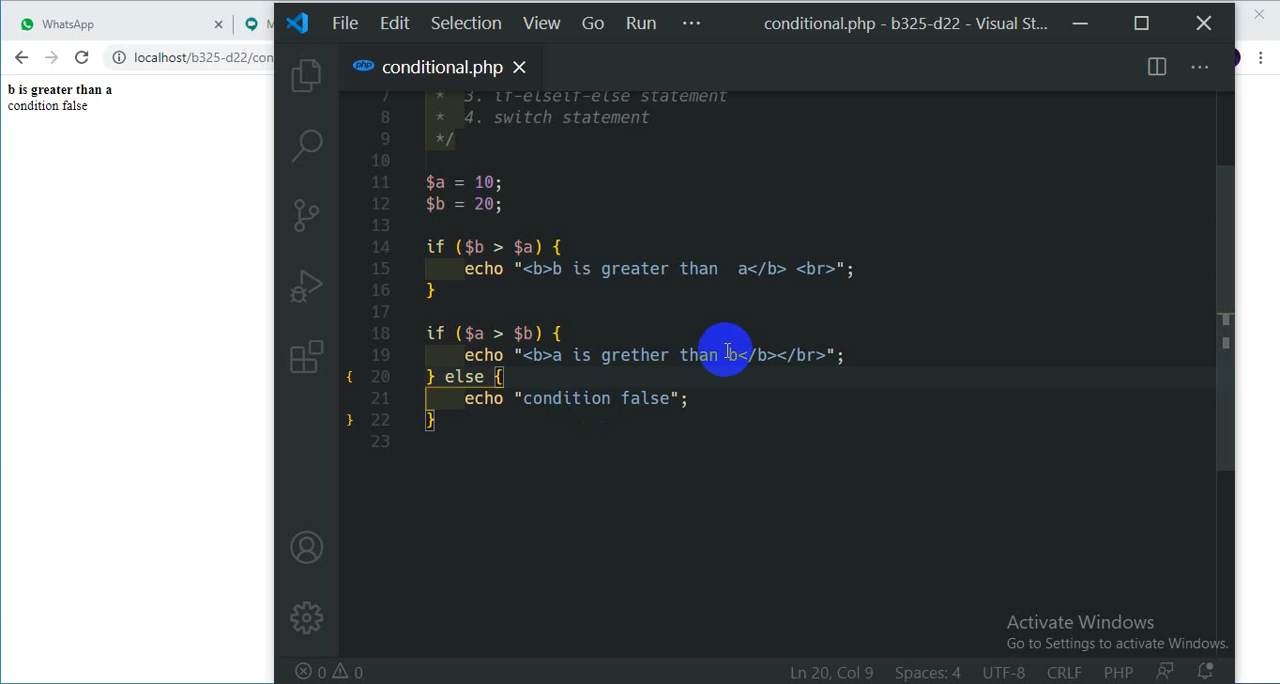 WhatsApp
M
localhost/b325-d22/con
b is greater than a
condition false
File Edit Selection View Go Run ··· conditional.php - b325-d22 - Visual St...
php conditional.php
7 * 3. if-elseif-else statement
8 * 4. switch statement
9 */
10
11 $a = 10;
12 $b = 20;
13
14 if ($b > $a) {
15 echo "<b>b is greater than  a</b> <br>";
16 }
17
18 if ($a > $b) {
19 echo "<b>a is grether than b</b></br>";
{ 20 } else {
21 echo "condition false";
} 22 }
23
Activate Windows
Go to Settings to activate Windows.
0 0 Ln 20, Col 9 Spaces: 4 UTF-8 CRLF PHP